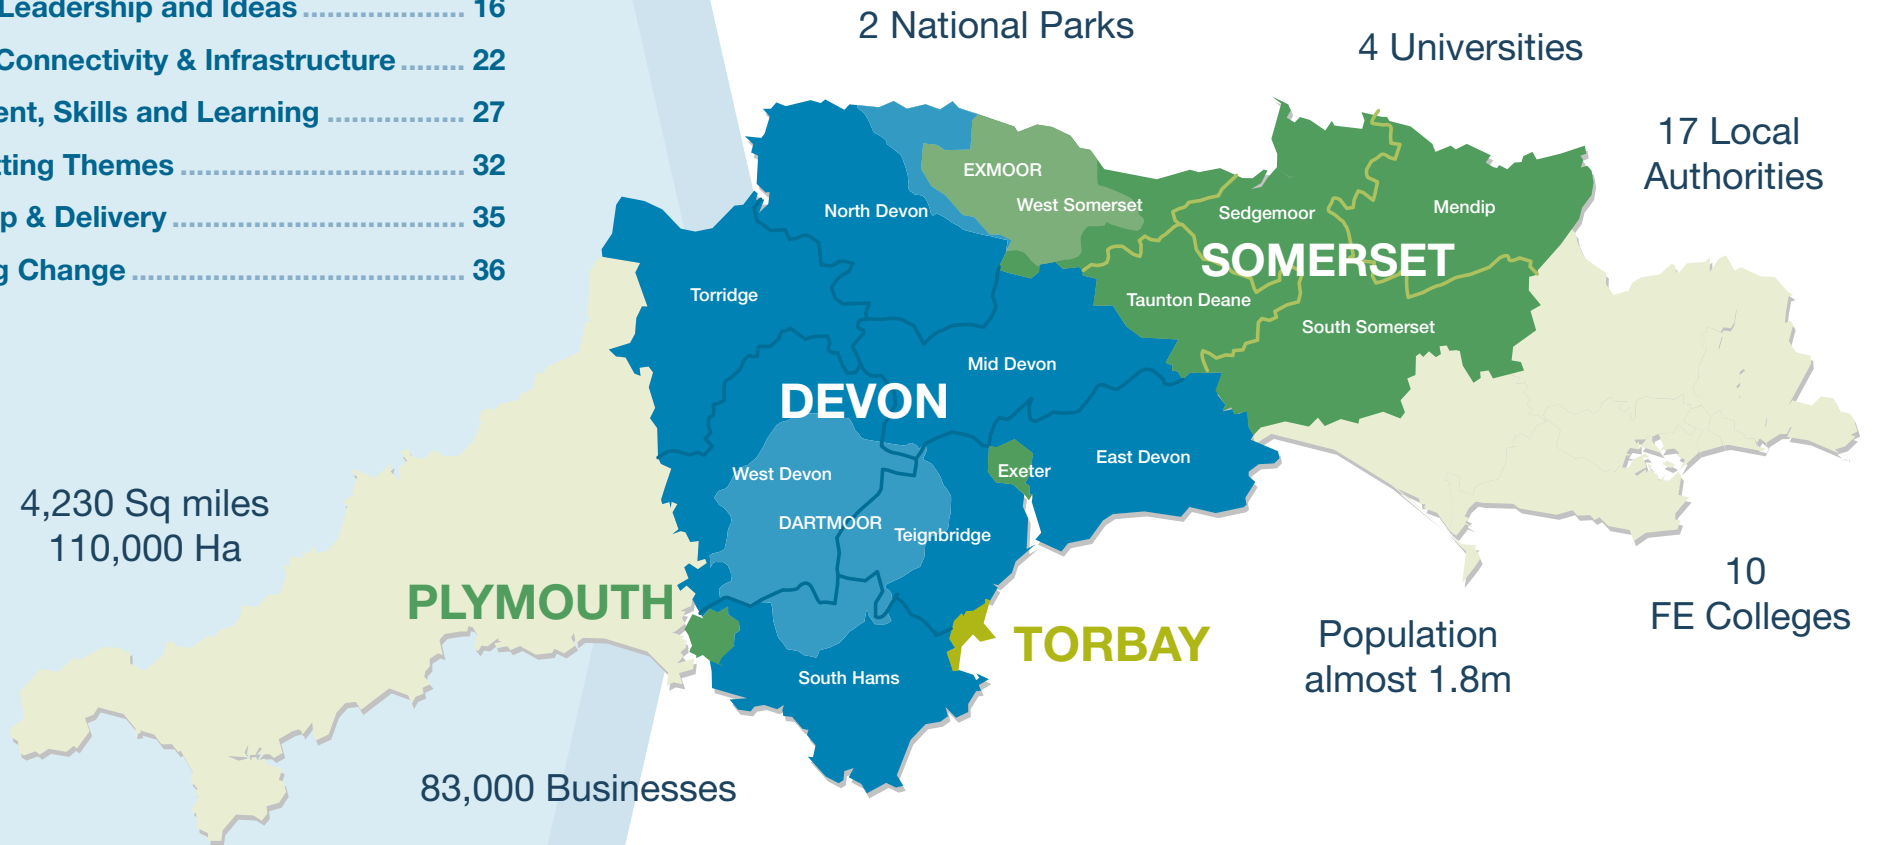 Leadership and Ideas .................. 16
Connectivity & Infrastructure ........ 22
ent, Skills and Learning ................. 27
tting Themes ................................ 32
p & Delivery ................................. 35
g Change ...................................... 36
2 National Parks
4 Universities
17 Local
Authorities
EXMOOR
West Somerset
North Devon
Sedgemoor
Mendip
SOMERSET
Torridge
Taunton Deane
South Somerset
Mid Devon
DEVON
West Devon
Exeter
East Devon
DARTMOOR
Teignbridge
4,230 Sq miles
110,000 Ha
PLYMOUTH
TORBAY
South Hams
Population
almost 1.8m
10
FE Colleges
83,000 Businesses